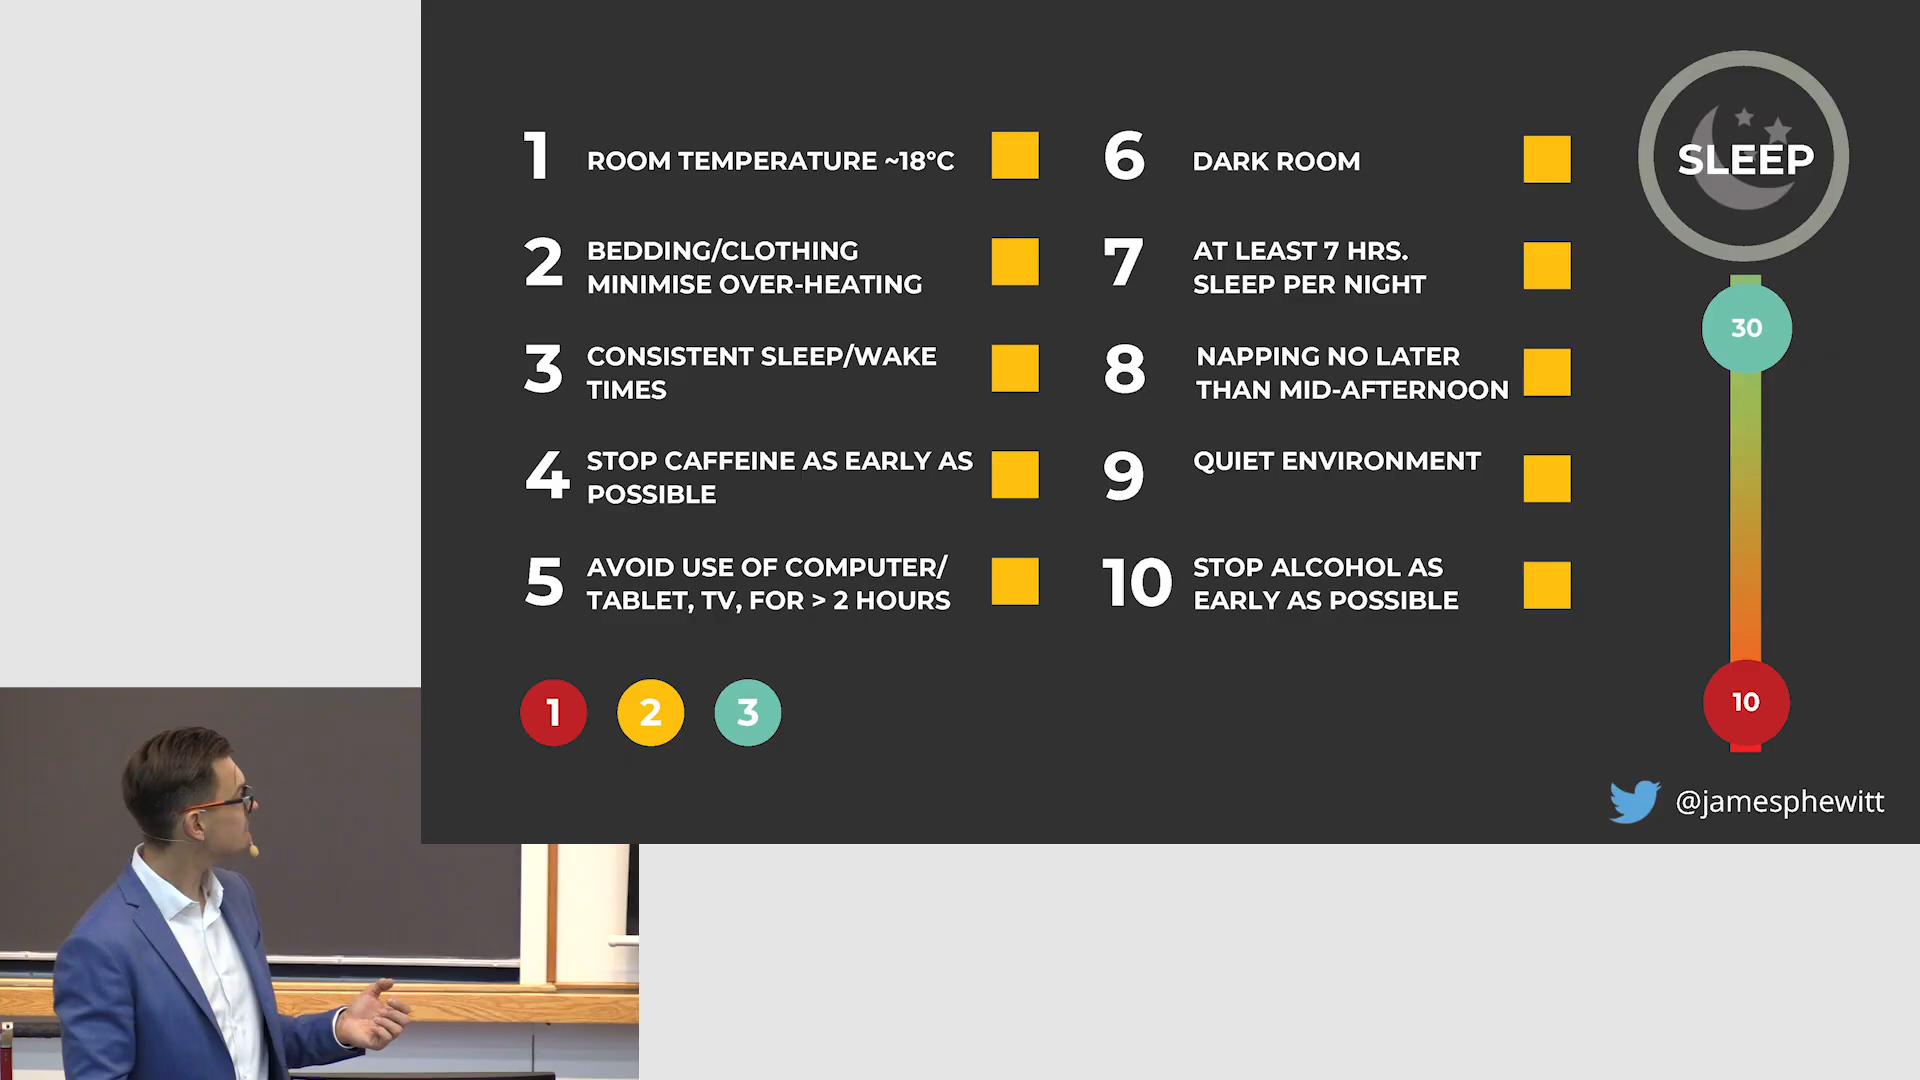 1
ROOM TEMPERATURE ~18°C
2
BEDDING/CLOTHING
MINIMISE OVER-HEATING
3
CONSISTENT SLEEP/WAKE
TIMES
4
STOP CAFFEINE AS EARLY AS
POSSIBLE
5
AVOID USE OF COMPUTER/
TABLET, TV, FOR > 2 HOURS
6
DARK ROOM
7
AT LEAST 7 HRS.
SLEEP PER NIGHT
8
NAPPING NO LATER
THAN MID-AFTERNOON
9
QUIET ENVIRONMENT
10
STOP ALCOHOL AS
EARLY AS POSSIBLE
1 2 3
SLEEP
30
10
@jamesphewitt